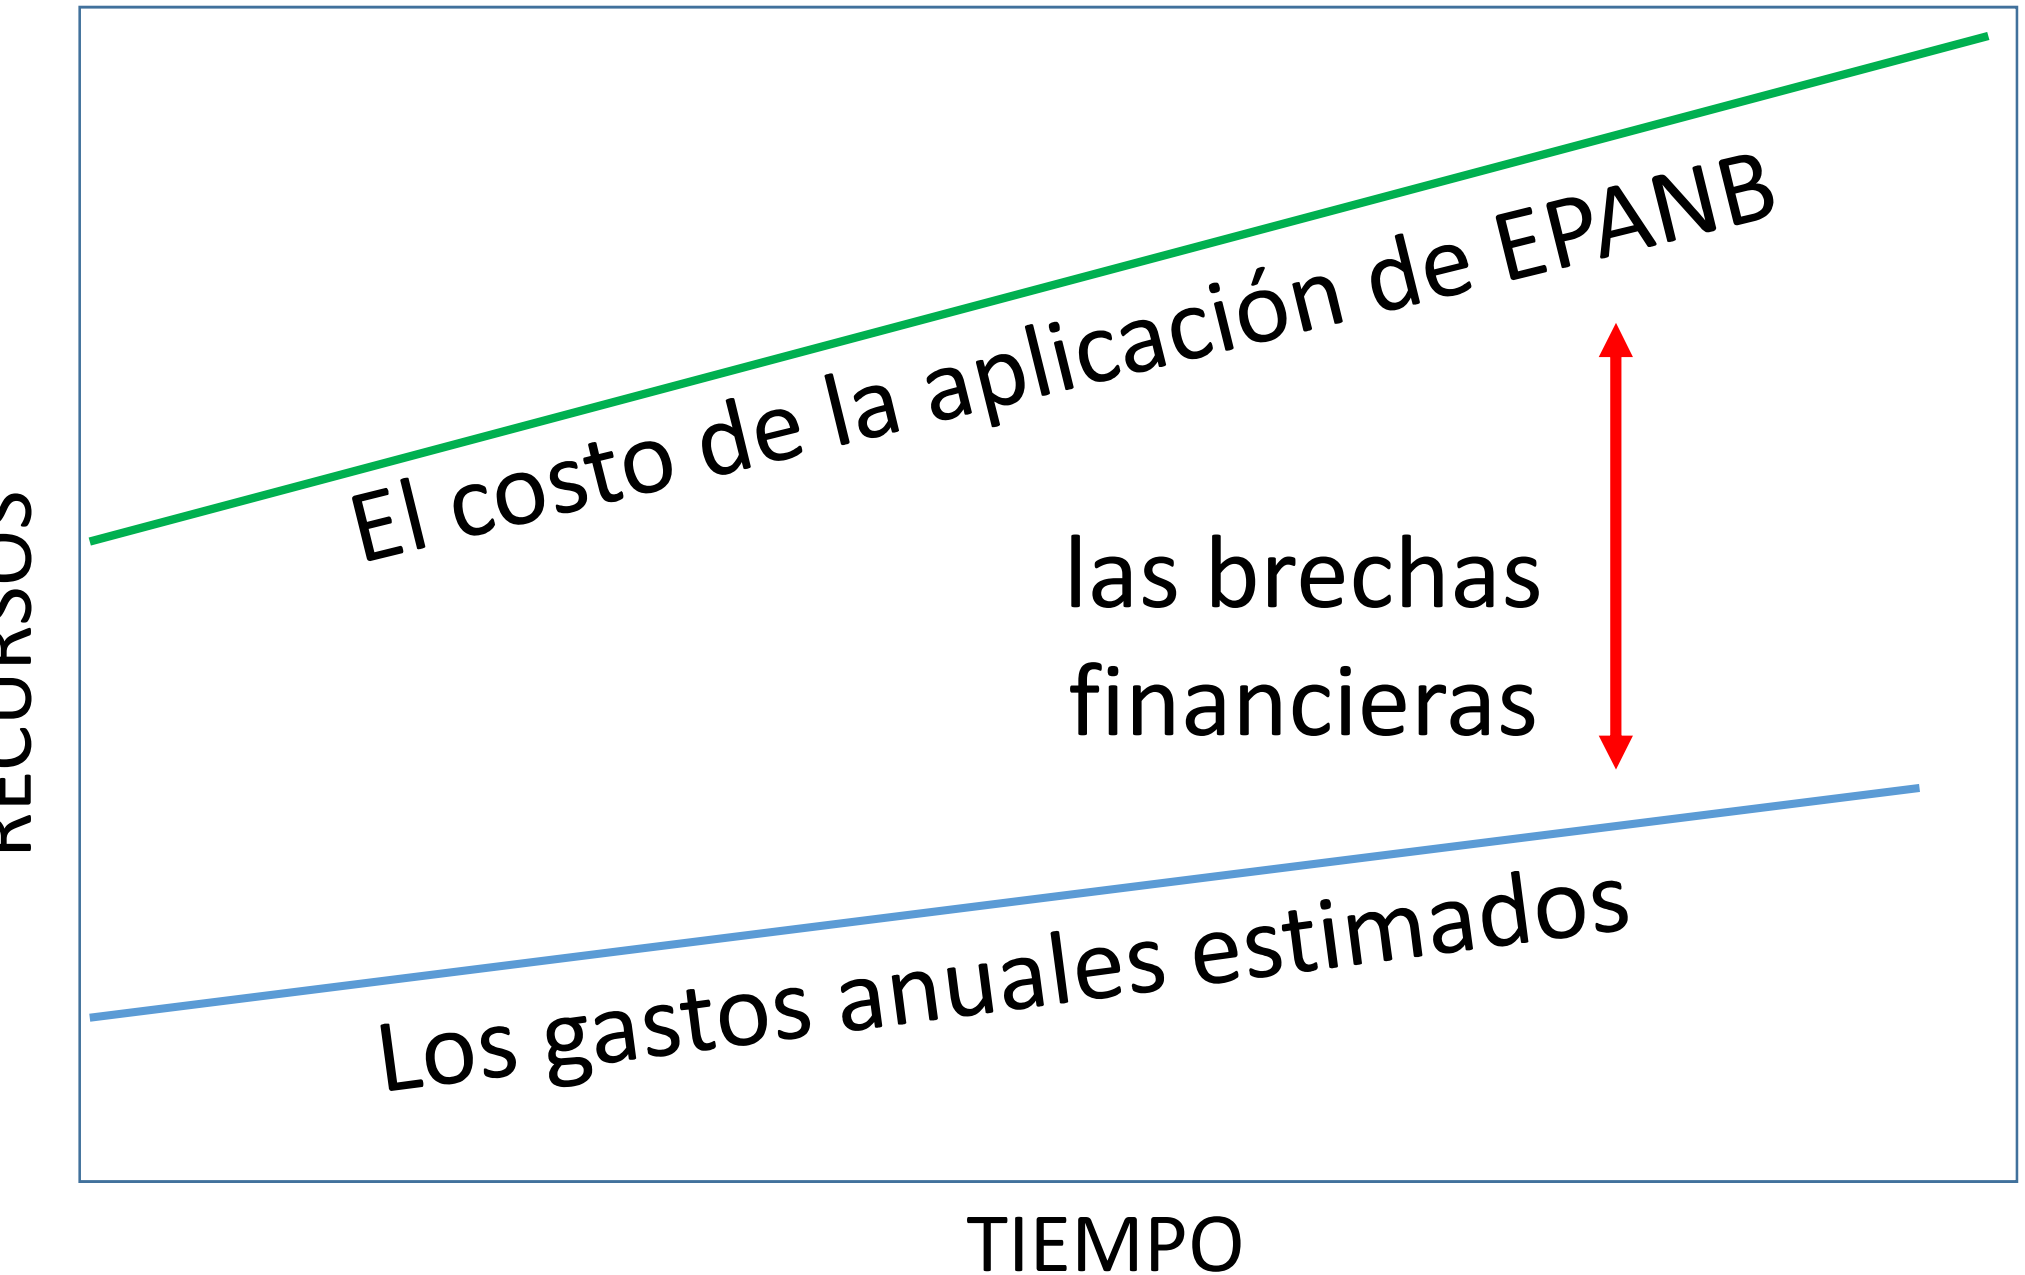 El costo de la aplicación de EPANB
las brechas
financieras
Los gastos anuales estimados
RECURSOS
TIEMPO